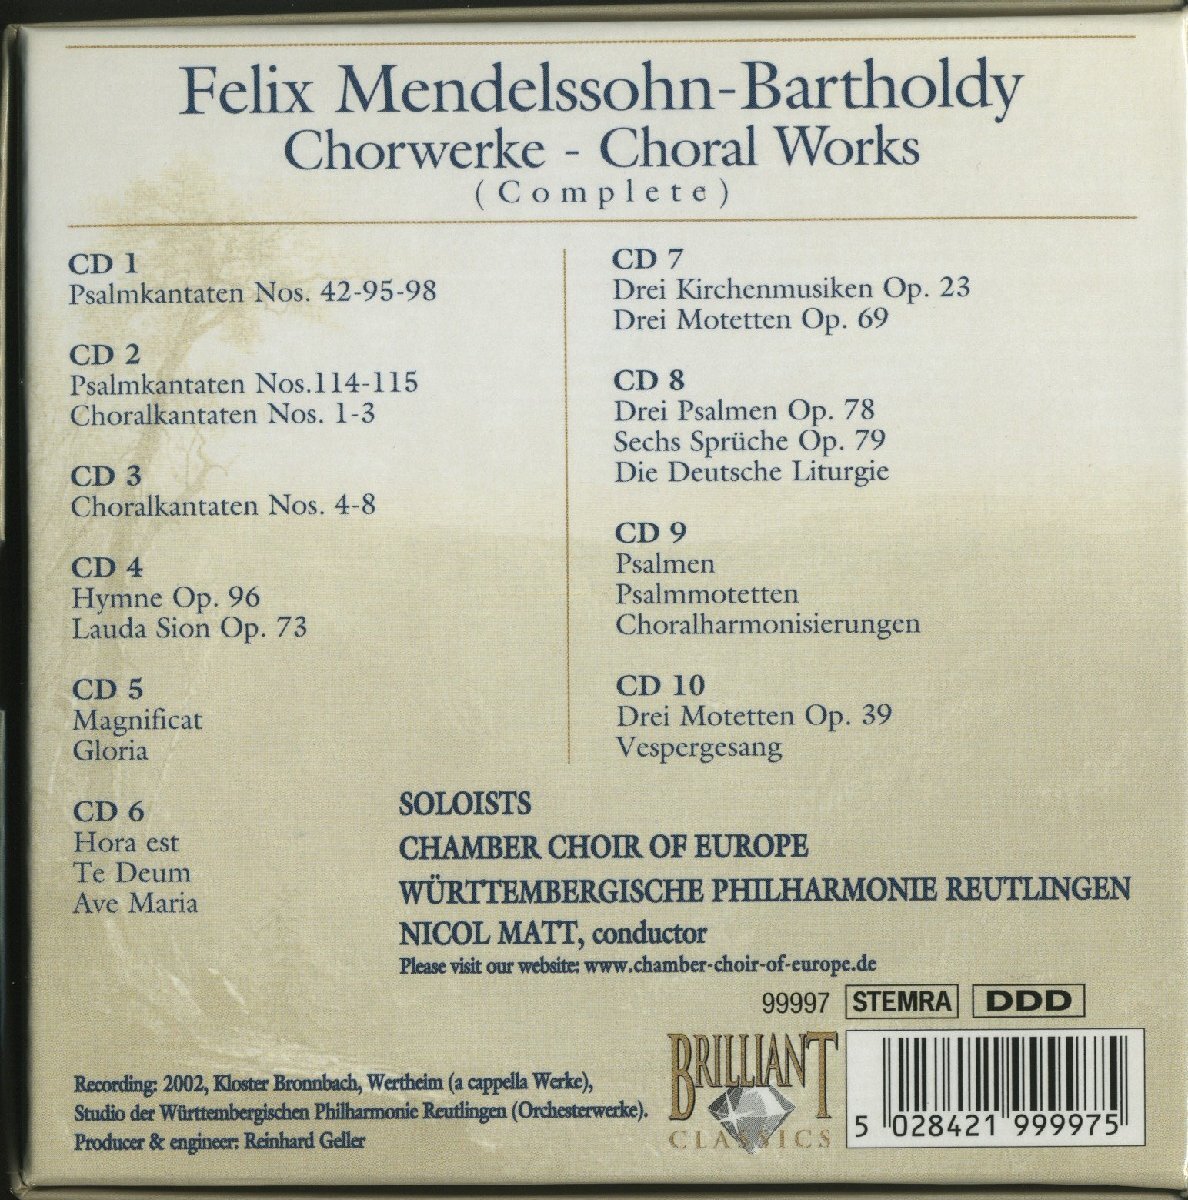 Felix Mendelssohn-Bartholdy
Chorwerke - Choral Works
(Complete)
CD 1
Psalmkantaten Nos. 42-95-98
CD 2
Psalmkantaten Nos.114-115
Choralkantaten Nos. 1-3
CD 3
Choralkantaten Nos. 4-8
CD 4
Hymne Op. 96
Lauda Sion Op. 73
CD 5
Magnificat
Gloria
CD 6
Hora est
Te Deum
Ave Maria
CD 7
Drei Kirchenmusiken Op. 23
Drei Motetten Op. 69
CD 8
Drei Psalmen Op. 78
Sechs Sprüche Op. 79
Die Deutsche Liturgie
CD 9
Psalmen
Psalmmotetten
Choralharmonisierungen
CD 10
Drei Motetten Op. 39
Vespergesang
SOLOISTS
CHAMBER CHOIR OF EUROPE
WÜRTTEMBERGISCHE PHILHARMONIE REUTLINGEN
NICOL MATT, conductor
Please visit our website: www.chamber-choir-of-europe.de
99997 STEMRA DDD
Recording: 2002, Kloster Bronnbach, Wertheim (a cappella Werke),
Studio der Württembergischen Philharmonie Reutlingen (Orchesterwerke).
Producer & engineer: Reinhard Geller
BRILLIANT
CLASSICS
5 028421 999975